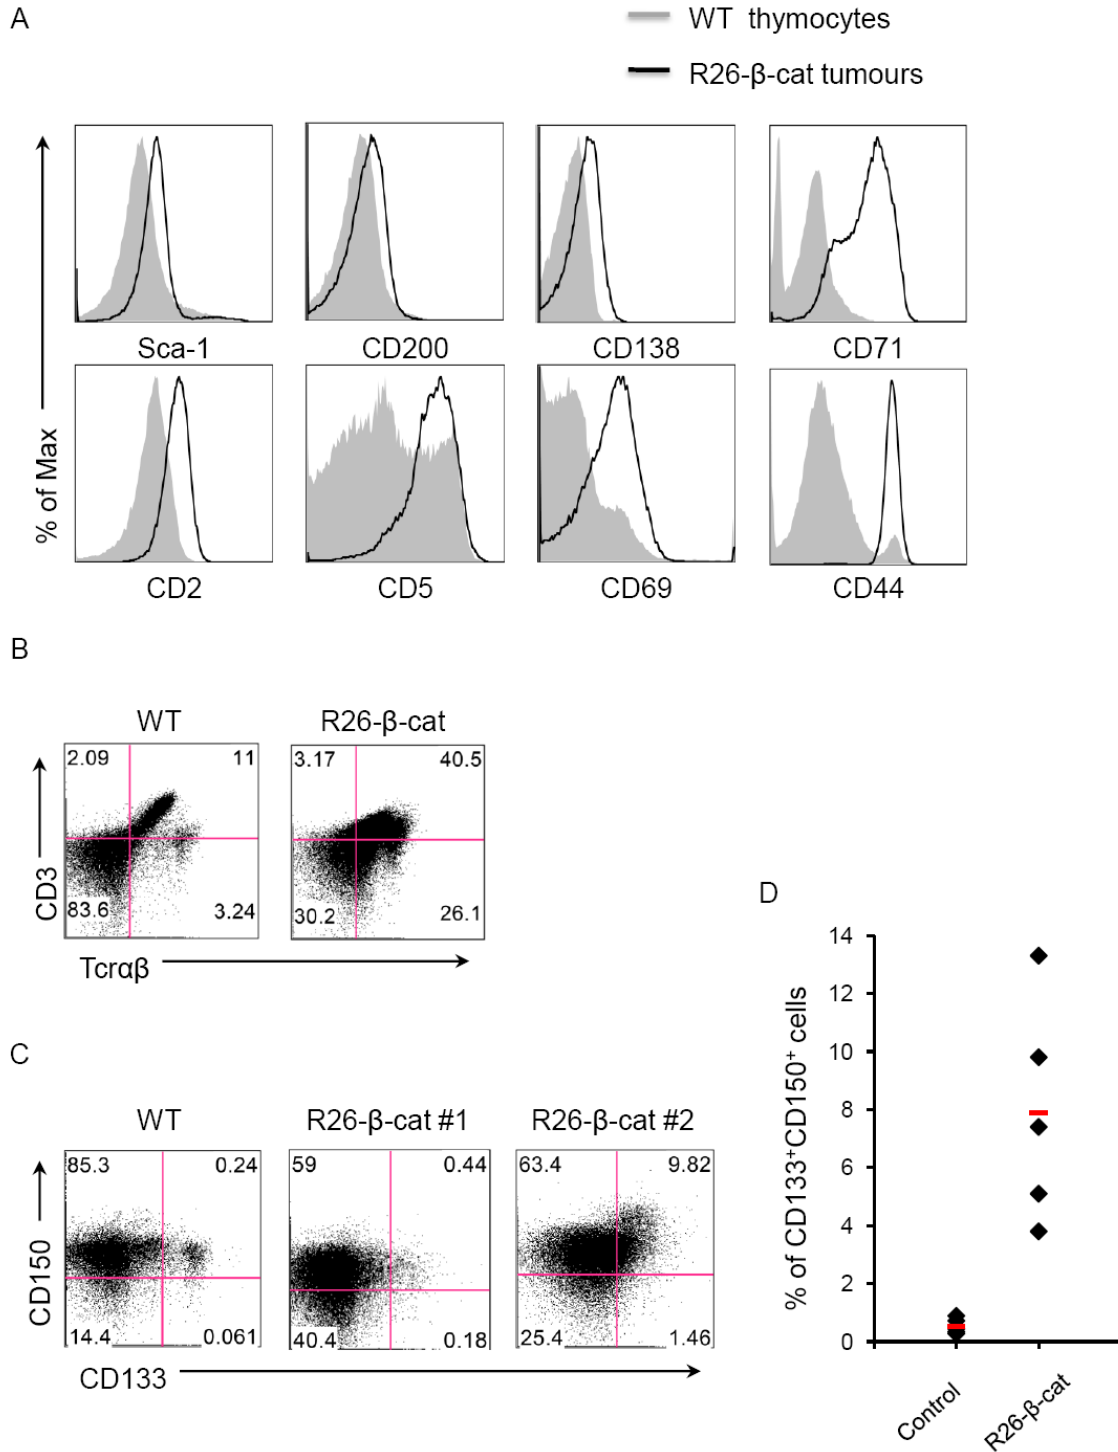 A
WT thymocytes
R26-β-cat tumours
% of Max
Sca-1 CD200 CD138 CD71
CD2 CD5 CD69 CD44
B
WT R26-β-cat
2.09 11 3.17 40.5
83.6 3.24 30.2 26.1
CD3
Tcrαβ
C
WT R26-β-cat #1 R26-β-cat #2
85.3 0.24 59 0.44 63.4 9.82
14.4 0.061 40.4 0.18 25.4 1.46
CD150
CD133
D
% of CD133⁺CD150⁺ cells
14
12
10
8
6
4
2
0
Control R26-β-cat